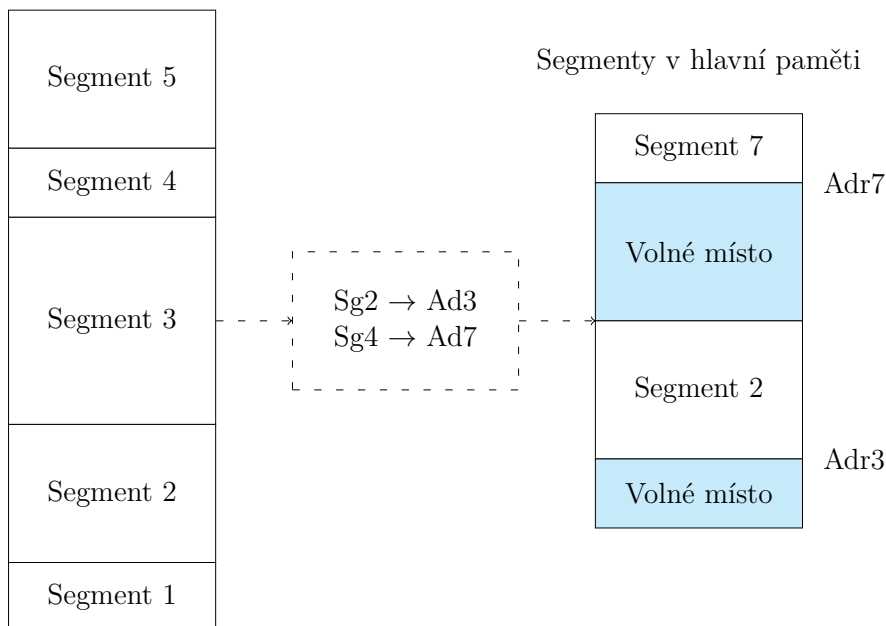 Segment 5
Segment 4
Segment 3
Segment 2
Segment 1
Sg2 → Ad3
Sg4 → Ad7
Segmenty v hlavní paměti
Segment 7
Adr7
Volné místo
Segment 2
Adr3
Volné místo